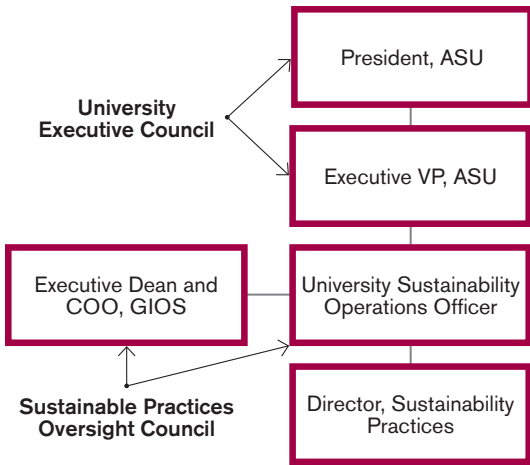 President, ASU
University
Executive Council
Executive VP, ASU
Executive Dean and
COO, GIOS
University Sustainability
Operations Officer
Sustainable Practices
Oversight Council
Director, Sustainability
Practices